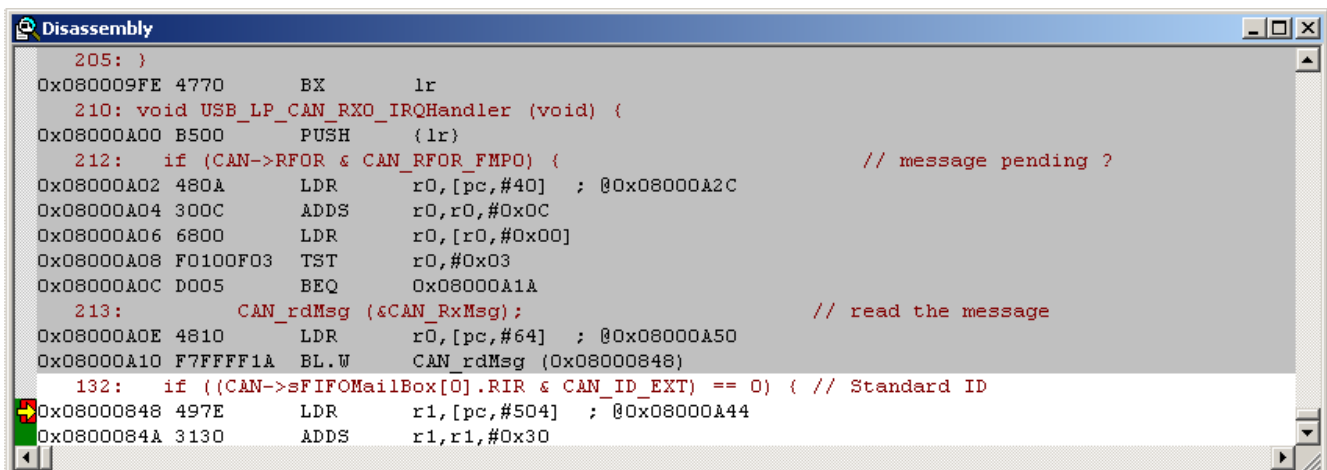 Disassembly
205: }
0x080009FE 4770 BX lr
210: void USB_LP_CAN_RX0_IRQHandler (void) {
0x08000A00 B500 PUSH {lr}
212: if (CAN->RF0R & CAN_RF0R_FMP0) { // message pending ?
0x08000A02 480A LDR r0,[pc,#40] ; @0x08000A2C
0x08000A04 300C ADDS r0,r0,#0x0C
0x08000A06 6800 LDR r0,[r0,#0x00]
0x08000A08 F0100F03 TST r0,#0x03
0x08000A0C D005 BEQ 0x08000A1A
213: CAN_rdMsg (&CAN_RxMsg); // read the message
0x08000A0E 4810 LDR r0,[pc,#64] ; @0x08000A50
0x08000A10 F7FFFF1A BL.W CAN_rdMsg (0x08000848)
132: if ((CAN->sFIFOMailBox[0].RIR & CAN_ID_EXT) == 0) { // Standard ID
0x08000848 497E LDR r1,[pc,#504] ; @0x08000A44
0x0800084A 3130 ADDS r1,r1,#0x30